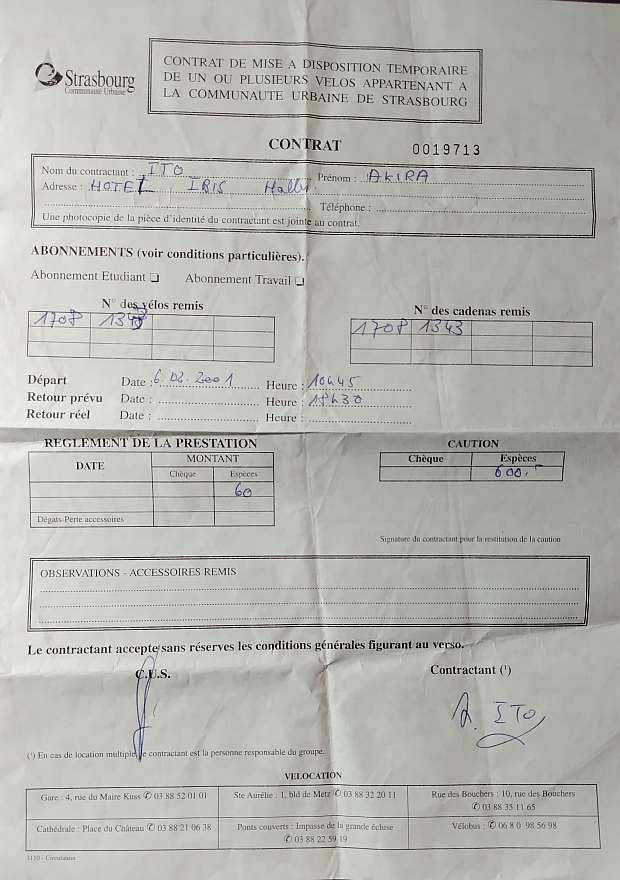 Strasbourg
Communauté Urbaine
CONTRAT DE MISE A DISPOSITION TEMPORAIRE
DE UN OU PLUSIEURS VELOS APPARTENANT A
LA COMMUNAUTE URBAINE DE STRASBOURG
CONTRAT 0019713
Nom du contractant : ITO Prénom : AKIRA
Adresse : HOTEL IRIS
Téléphone :
Une photocopie de la pièce d'identité du contractant est jointe au contrat.
ABONNEMENTS (voir conditions particulières).
Abonnement Etudiant Abonnement Travail
N° des vélos remis N° des cadenas remis
1708 1343 1708 1343
Départ Date : 6.02.2001 Heure : 10h45
Retour prévu Date : Heure : 18h30
Retour réel Date : Heure :
REGLEMENT DE LA PRESTATION CAUTION
DATE MONTANT Chèque Espèces
Chèque Espèces 600.-
60
Dégats-Perte accessoires
Signature du contractant pour la restitution de la caution
OBSERVATIONS - ACCESSOIRES REMIS
Le contractant accepte sans réserves les conditions générales figurant au verso.
C.U.S. Contractant (¹)
A. ITO
(¹) En cas de location multiple, le contractant est la personne responsable du groupe.
VELOCATION
Gare : 4, rue du Maire Kuss ✆ 03 88 52 01 01 Ste Aurélie : 1, bld de Metz ✆ 03 88 32 20 11 Rue des Bouchers : 10, rue des Bouchers
✆ 03 88 35 11 65
Cathédrale : Place du Château ✆ 03 88 21 06 38 Ponts couverts : Impasse de la grande écluse Vélobus : ✆ 06 8 0 98 56 98
✆ 03 88 22 59 19
3110 - Circulation